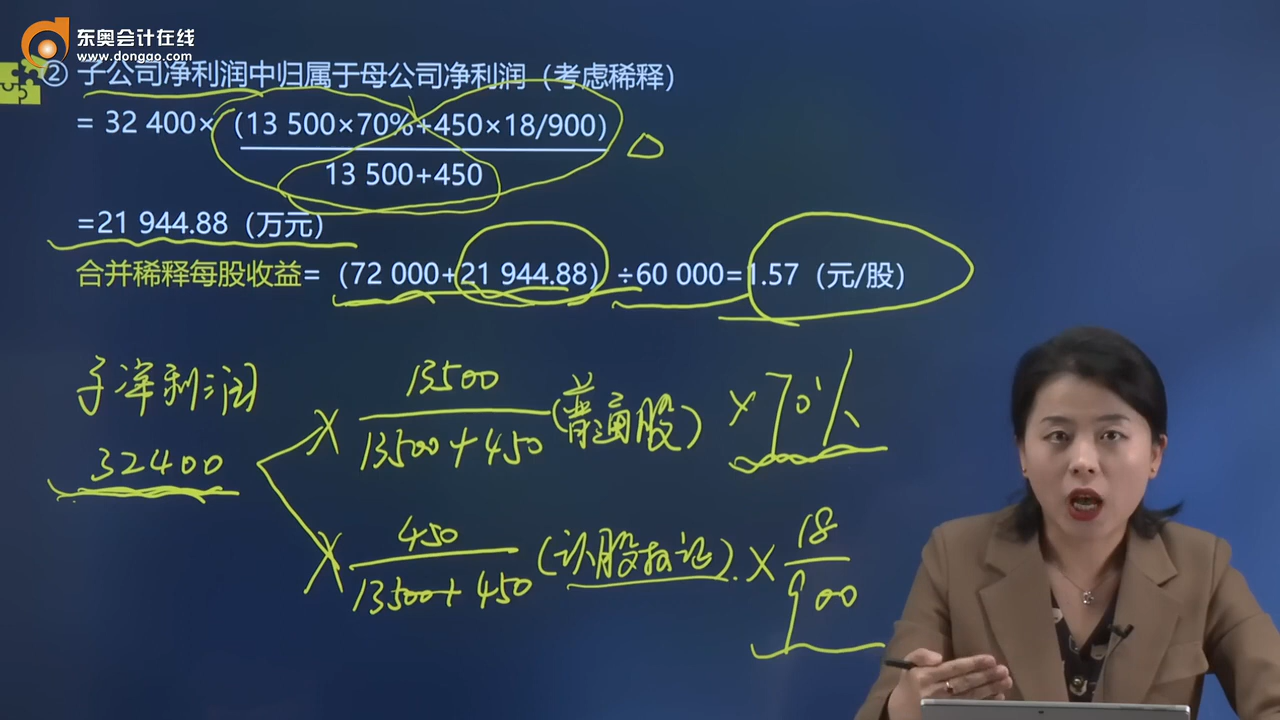 东奥会计在线
www.dongao.com
② 子公司净利润中归属于母公司净利润（考虑稀释）
= 32 400×（13 500×70%+450×18/900）
13 500+450
=21 944.88（万元）
合并稀释每股收益=（72 000+21 944.88）÷60 000=1.57（元/股）
子净利润
32400
× 13500
13500+450
(普通股) ×70%
× 450
13500+450
(认股权证). × 18
900